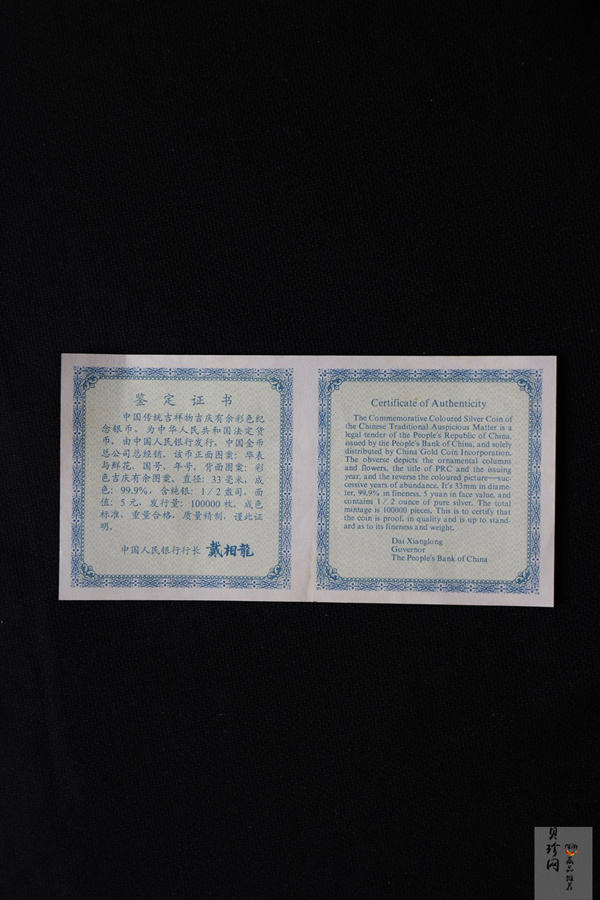 鉴定证书
中国传统吉祥物吉庆有余彩色纪
念银币，为中华人民共和国法定货
币。由中国人民银行发行，中国金币
总公司总经销。该币正面图案：华表
与鲜花、国号、年号，背面图案：彩
色吉庆有余图案。直径：33毫米，成
色：99.9%，含纯银：1/2盎司，面
值：5元，发行量：100000枚。成色
标准，重量合格，质量精制，谨此证
明。
中国人民银行行长 戴相龍
Certificate of Authenticity
The Commemorative Coloured Silver Coin of
the Chinese Traditional Auspicious Matter is a
legal tender of the People's Republic of China,
issued by the People's Bank of China, and solely
distributed by China Gold Coin Incorporation.
The obverse depicts the ornamental columns
and flowers, the title of PRC and the issuing
year, and the reverse the coloured picture—suc-
cessive years of abundance. It's 33mm in diame-
ter, 99.9% in fineness, 5 yuan in face value, and
contains 1/2 ounce of pure silver. The total
mintage is 100000 pieces. This is to certify that
the coin is proof, in quality and is up to stand-
ard as to its fineness and weight.
Dai Xianglong
Governor
The People's Bank of China
贝珍网
藏品推荐